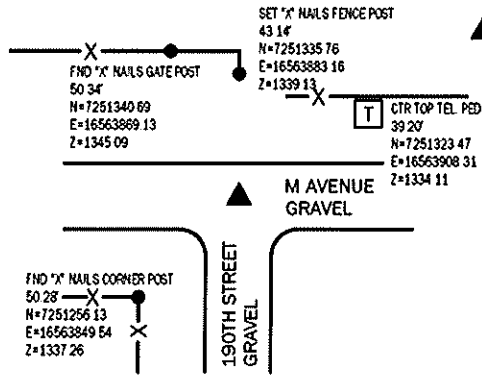 SET "X" NAILS FENCE POST
43 14'
N=7251335 76
E=16563883 16
Z=1339 13
FND "X" NAILS GATE POST
50 34'
N=7251340 69
E=16563869.13
Z=1345 09
T
CTR TOP TEL. PED
39 20'
N=7251323 47
E=16563908 31
Z=1334 11
M AVENUE
GRAVEL
190TH STREET
GRAVEL
FND "X" NAILS CORNER POST
50 28'
N=7251256 13
E=16563849 54
Z=1337 26